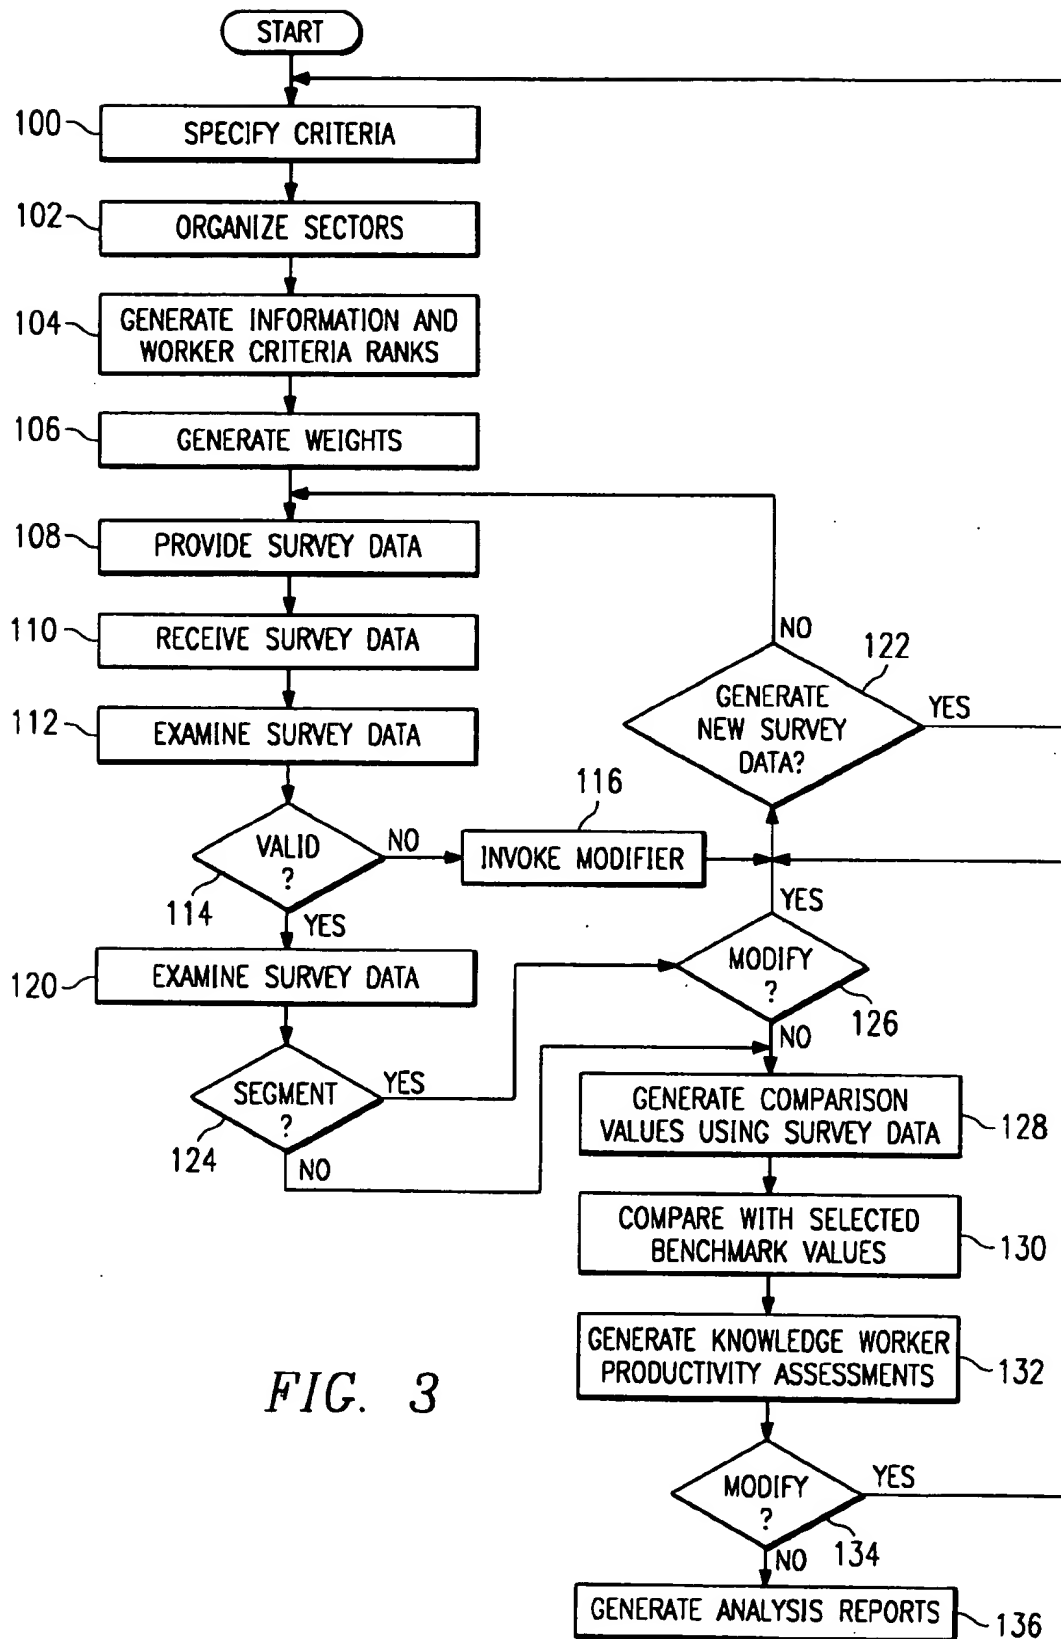 START
100
SPECIFY CRITERIA
102
ORGANIZE SECTORS
104
GENERATE INFORMATION AND
WORKER CRITERIA RANKS
106
GENERATE WEIGHTS
108
PROVIDE SURVEY DATA
110
RECEIVE SURVEY DATA
112
EXAMINE SURVEY DATA
VALID
?
114
NO
YES
116
INVOKE MODIFIER
120
EXAMINE SURVEY DATA
SEGMENT
?
124
YES
NO
NO
122
GENERATE
NEW SURVEY
DATA?
YES
YES
MODIFY
?
126
NO
GENERATE COMPARISON
VALUES USING SURVEY DATA
128
COMPARE WITH SELECTED
BENCHMARK VALUES
130
GENERATE KNOWLEDGE WORKER
PRODUCTIVITY ASSESSMENTS
132
MODIFY
?
YES
134
NO
GENERATE ANALYSIS REPORTS
136
FIG. 3